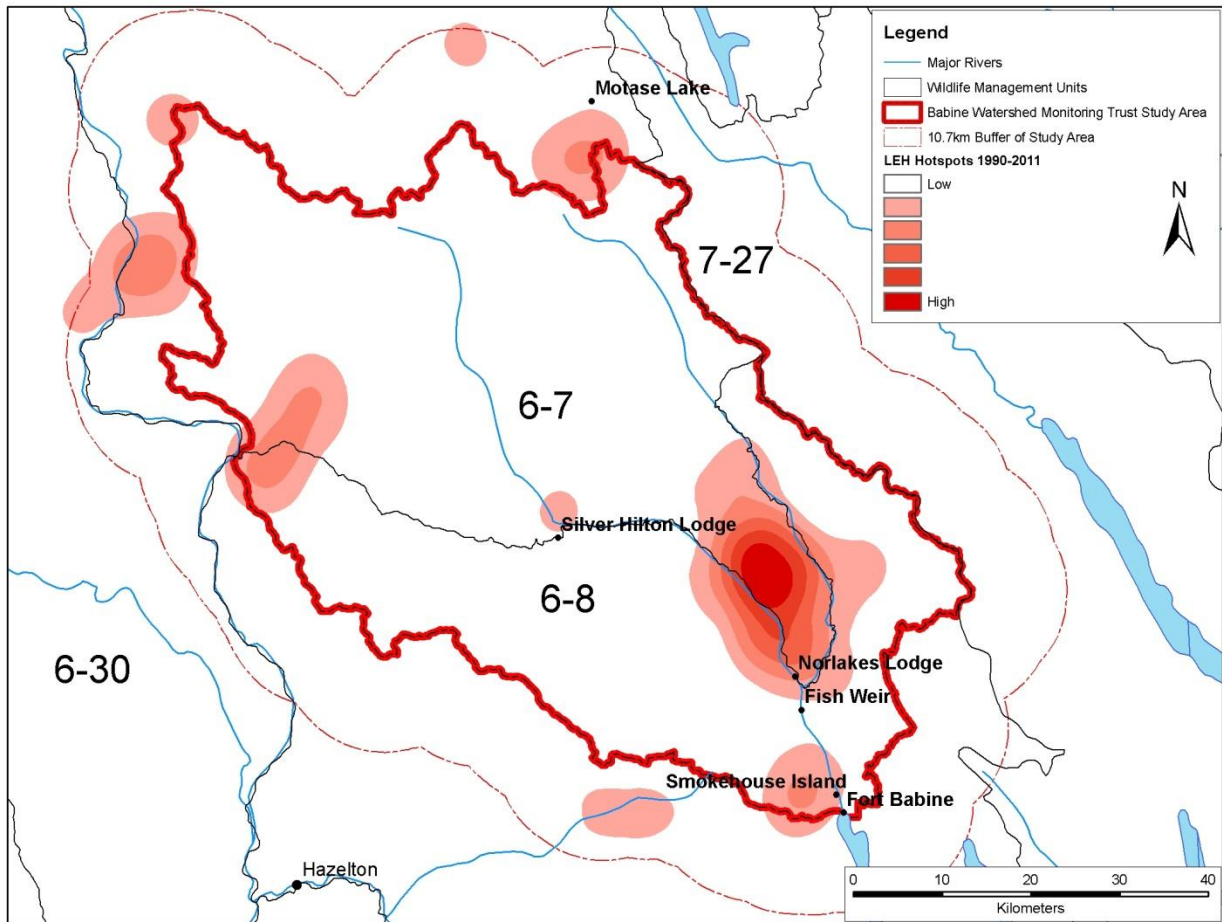 Legend
Major Rivers
Wildlife Management Units
Babine Watershed Monitoring Trust Study Area
10.7km Buffer of Study Area
LEH Hotspots 1990-2011
Low
High
N
Motase Lake
7-27
6-7
Silver Hilton Lodge
6-8
6-30
Norlakes Lodge
Fish Weir
Smokehouse Island
Fort Babine
Hazelton
0 10 20 30 40
Kilometers